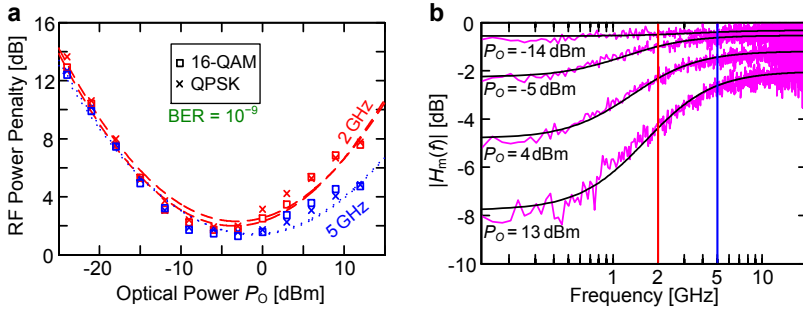 a
RF Power Penalty [dB]
16
12
8
4
0
-20
-10
0
10
Optical Power P_O [dBm]
16-QAM
QPSK
BER = 10⁻⁹
2 GHz
5 GHz
b
|H_m(f)| [dB]
0
-2
-4
-6
-8
-10
P_O = -14 dBm
P_O = -5 dBm
P_O = 4 dBm
P_O = 13 dBm
1
2
5
10
Frequency [GHz]